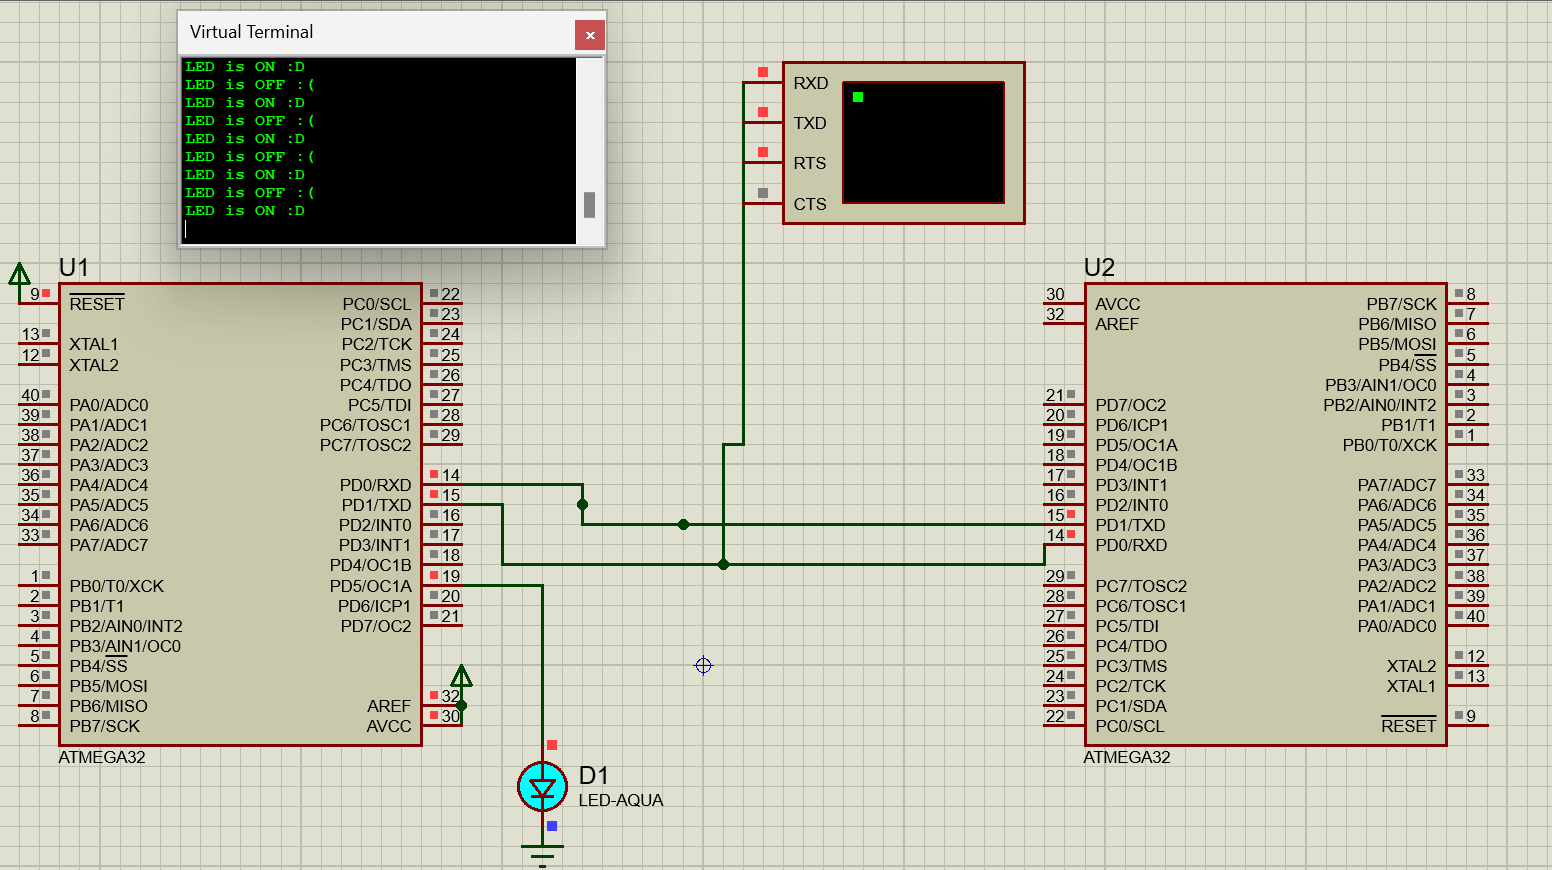 Virtual Terminal
LED is ON :D
LED is OFF :(
LED is ON :D
LED is OFF :(
LED is ON :D
LED is OFF :(
LED is ON :D
LED is OFF :(
LED is ON :D
RXD
TXD
RTS
CTS
U1
9 RESET
13 XTAL1
12 XTAL2
40 PA0/ADC0
39 PA1/ADC1
38 PA2/ADC2
37 PA3/ADC3
36 PA4/ADC4
35 PA5/ADC5
34 PA6/ADC6
33 PA7/ADC7
1 PB0/T0/XCK
2 PB1/T1
3 PB2/AIN0/INT2
4 PB3/AIN1/OC0
5 PB4/SS
6 PB5/MOSI
7 PB6/MISO
8 PB7/SCK
PC0/SCL 22
PC1/SDA 23
PC2/TCK 24
PC3/TMS 25
PC4/TDO 26
PC5/TDI 27
PC6/TOSC1 28
PC7/TOSC2 29
PD0/RXD 14
PD1/TXD 15
PD2/INT0 16
PD3/INT1 17
PD4/OC1B 18
PD5/OC1A 19
PD6/ICP1 20
PD7/OC2 21
AREF 32
AVCC 30
ATMEGA32
D1
LED-AQUA
U2
30 AVCC
32 AREF
21 PD7/OC2
20 PD6/ICP1
19 PD5/OC1A
18 PD4/OC1B
17 PD3/INT1
16 PD2/INT0
15 PD1/TXD
14 PD0/RXD
29 PC7/TOSC2
28 PC6/TOSC1
27 PC5/TDI
26 PC4/TDO
25 PC3/TMS
24 PC2/TCK
23 PC1/SDA
22 PC0/SCL
PB7/SCK 8
PB6/MISO 7
PB5/MOSI 6
PB4/SS 5
PB3/AIN1/OC0 4
PB2/AIN0/INT2 3
PB1/T1 2
PB0/T0/XCK 1
PA7/ADC7 33
PA6/ADC6 34
PA5/ADC5 35
PA4/ADC4 36
PA3/ADC3 37
PA2/ADC2 38
PA1/ADC1 39
PA0/ADC0 40
XTAL2 12
XTAL1 13
RESET 9
ATMEGA32